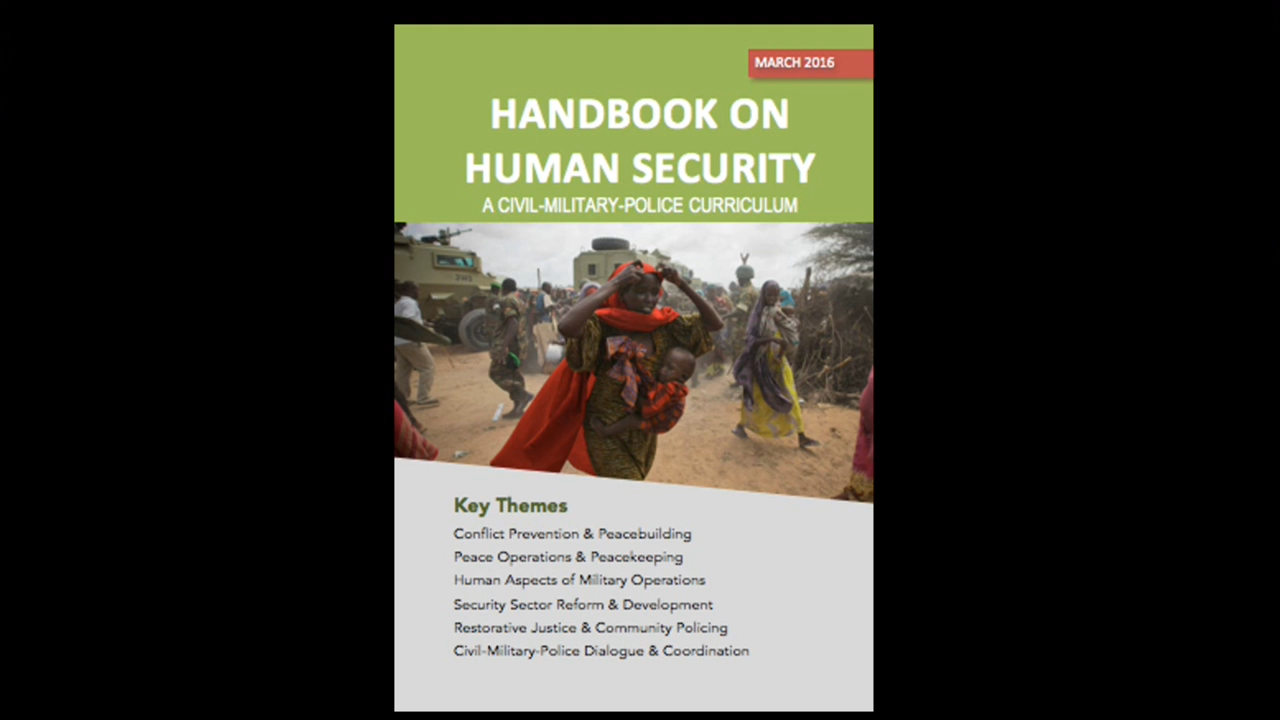 MARCH 2016
HANDBOOK ON
HUMAN SECURITY
A CIVIL-MILITARY-POLICE CURRICULUM
Key Themes
Conflict Prevention & Peacebuilding
Peace Operations & Peacekeeping
Human Aspects of Military Operations
Security Sector Reform & Development
Restorative Justice & Community Policing
Civil-Military-Police Dialogue & Coordination